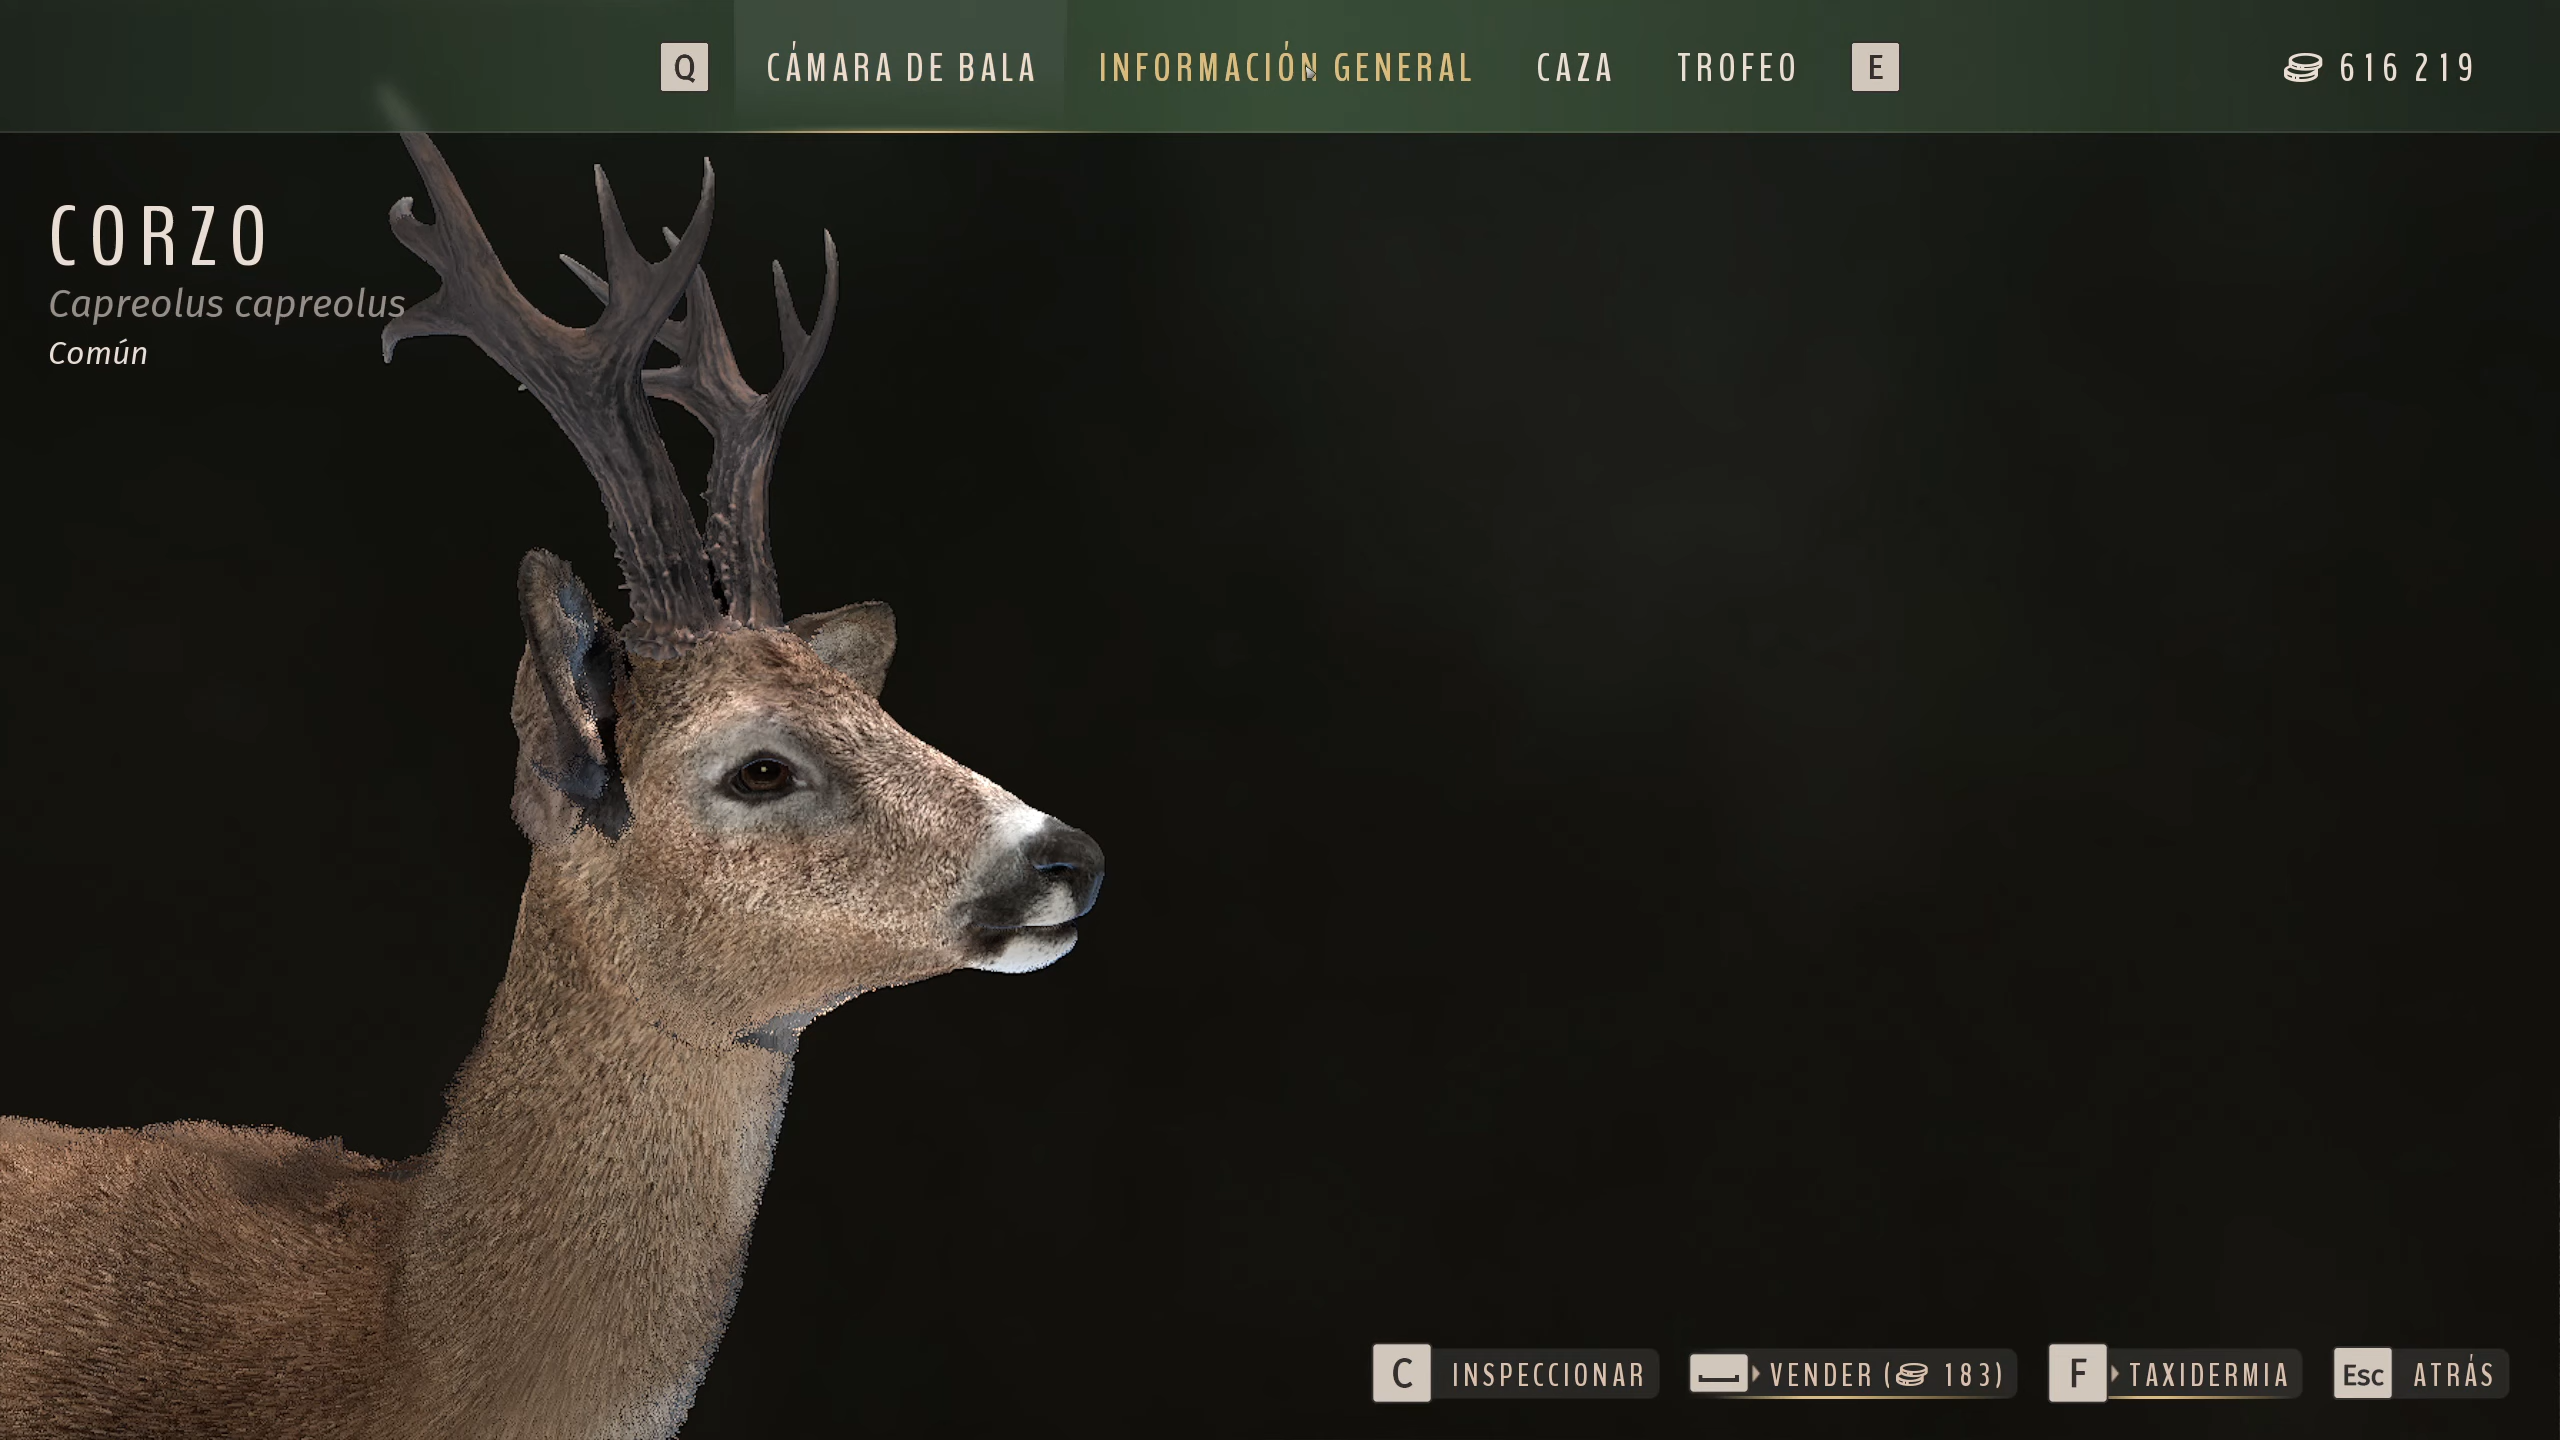 Q CÁMARA DE BALA INFORMACIÓN GENERAL CAZA TROFEO E 616 219
CORZO
Capreolus capreolus
Común
C INSPECCIONAR VENDER ( 183) F TAXIDERMIA Esc ATRÁS